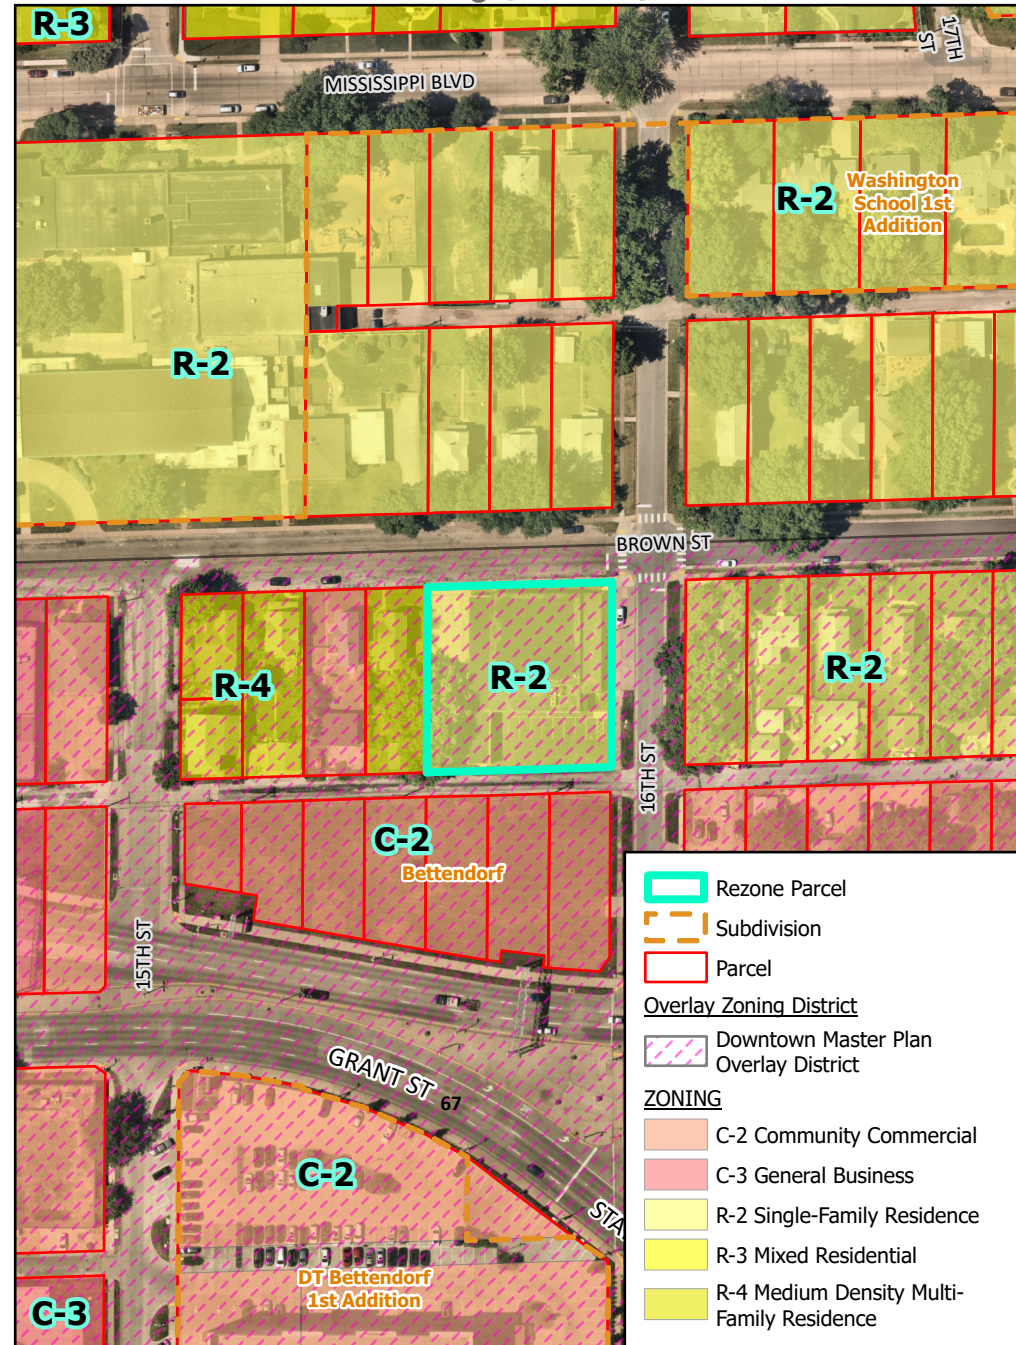 R-3
17TH
ST
MISSISSIPPI BLVD
R-2
Washington
School 1st
Addition
R-2
BROWN ST
R-4
R-2
R-2
16TH ST
C-2
Bettendorf
15TH ST
GRANT ST
67
C-2
STA
DT Bettendorf
1st Addition
C-3
Rezone Parcel
Subdivision
Parcel
Overlay Zoning District
Downtown Master Plan
Overlay District
ZONING
C-2 Community Commercial
C-3 General Business
R-2 Single-Family Residence
R-3 Mixed Residential
R-4 Medium Density Multi-
Family Residence